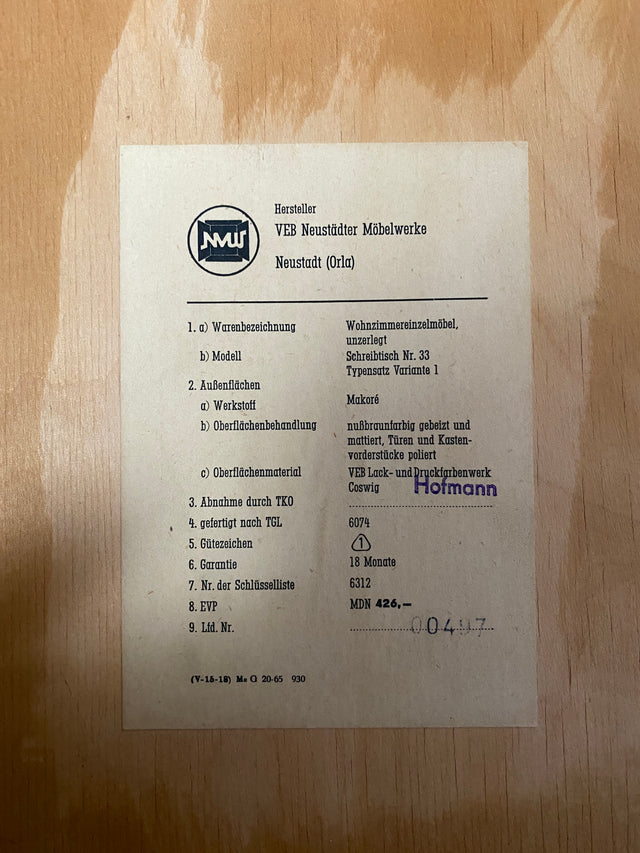 NMW
Hersteller
VEB Neustädter Möbelwerke
Neustadt (Orla)
1. a) Warenbezeichnung Wohnzimmereinzelmöbel,
unzerlegt
b) Modell Schreibtisch Nr. 33
Typensatz Variante 1
2. Außenflächen
a) Werkstoff Makoré
b) Oberflächenbehandlung nußbraunfarbig gebeizt und
mattiert, Türen und Kasten-
vorderstücke poliert
c) Oberflächenmaterial VEB Lack- und Druckfarbenwerk
Coswig
3. Abnahme durch TKO Hofmann
4. gefertigt nach TGL 6074
5. Gütezeichen 1
6. Garantie 18 Monate
7. Nr. der Schlüsselliste 6312
8. EVP MDN 426,—
9. Lfd. Nr. 00497
(V-15-18) Ms G 20-65 930